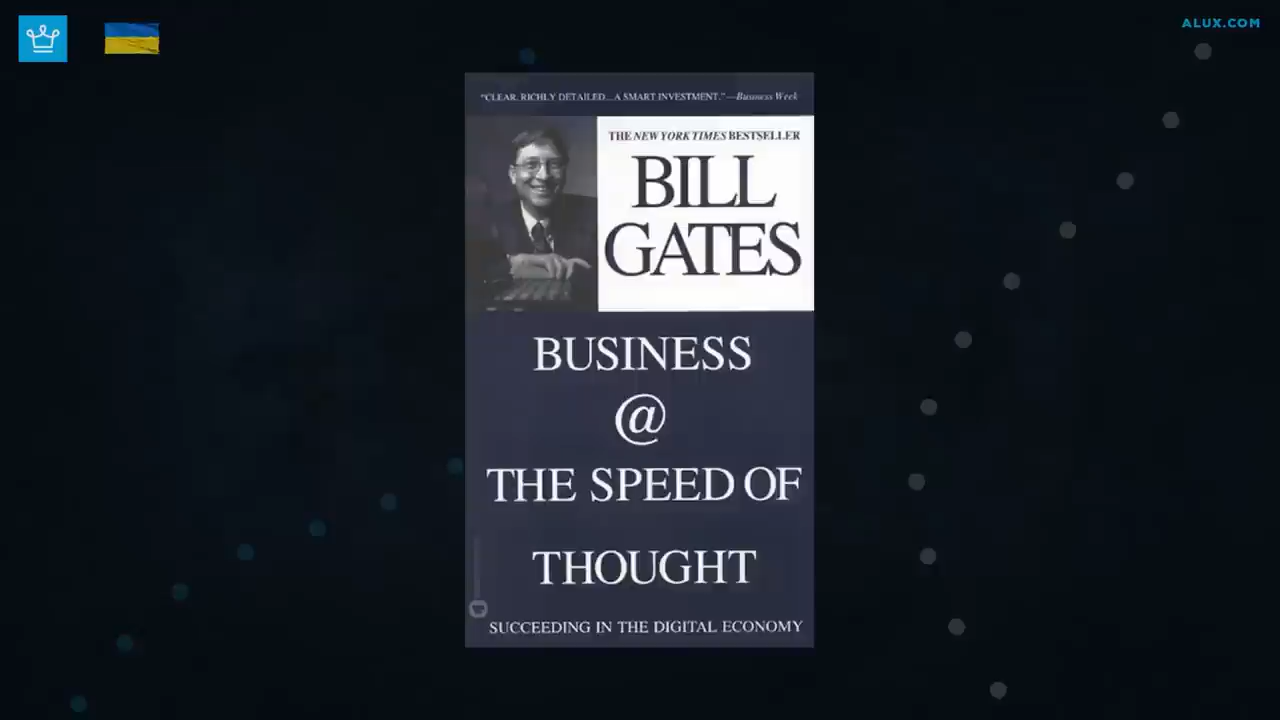 ALUX.COM
"CLEAR, RICHLY DETAILED...A SMART INVESTMENT."—Business Week
THE NEW YORK TIMES BESTSELLER
BILL
GATES
BUSINESS
@
THE SPEED OF
THOUGHT
SUCCEEDING IN THE DIGITAL ECONOMY